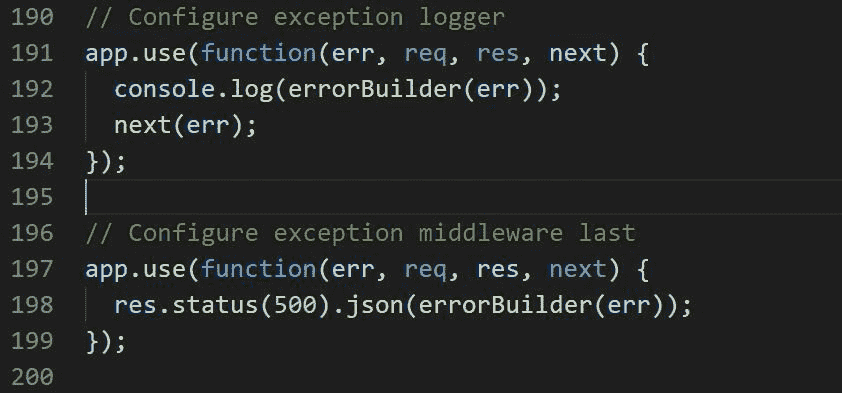 190 // Configure exception logger
191 app.use(function(err, req, res, next) {
192   console.log(errorBuilder(err));
193   next(err);
194 });
195
196 // Configure exception middleware last
197 app.use(function(err, req, res, next) {
198   res.status(500).json(errorBuilder(err));
199 });
200